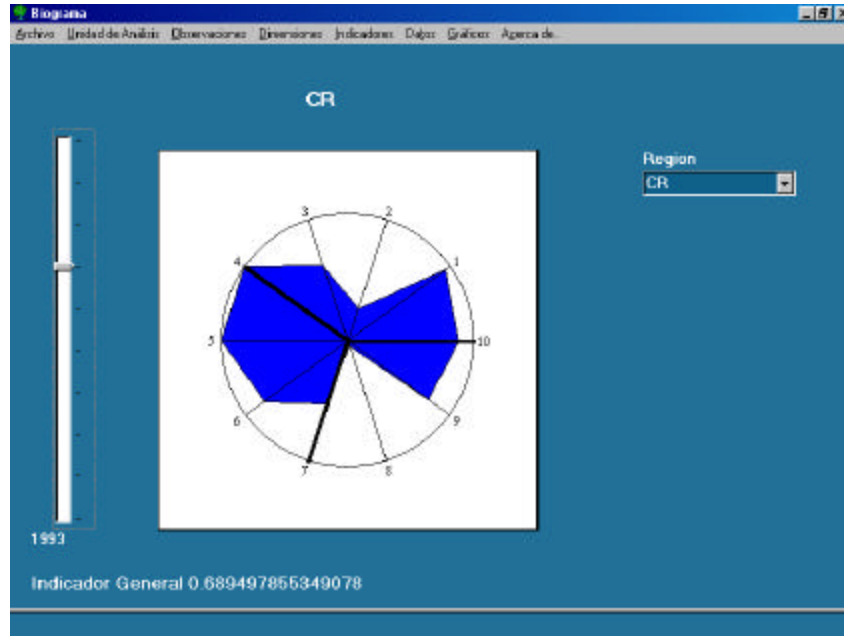 Biograma
Archivo Unidad de Análisis Observaciones Dimensiones Indicadores Datos Gráficos Acerca de...
CR
Region
CR
3 2
4 1
5 10
6 9
7 8
1993
Indicador General 0.689497855349078